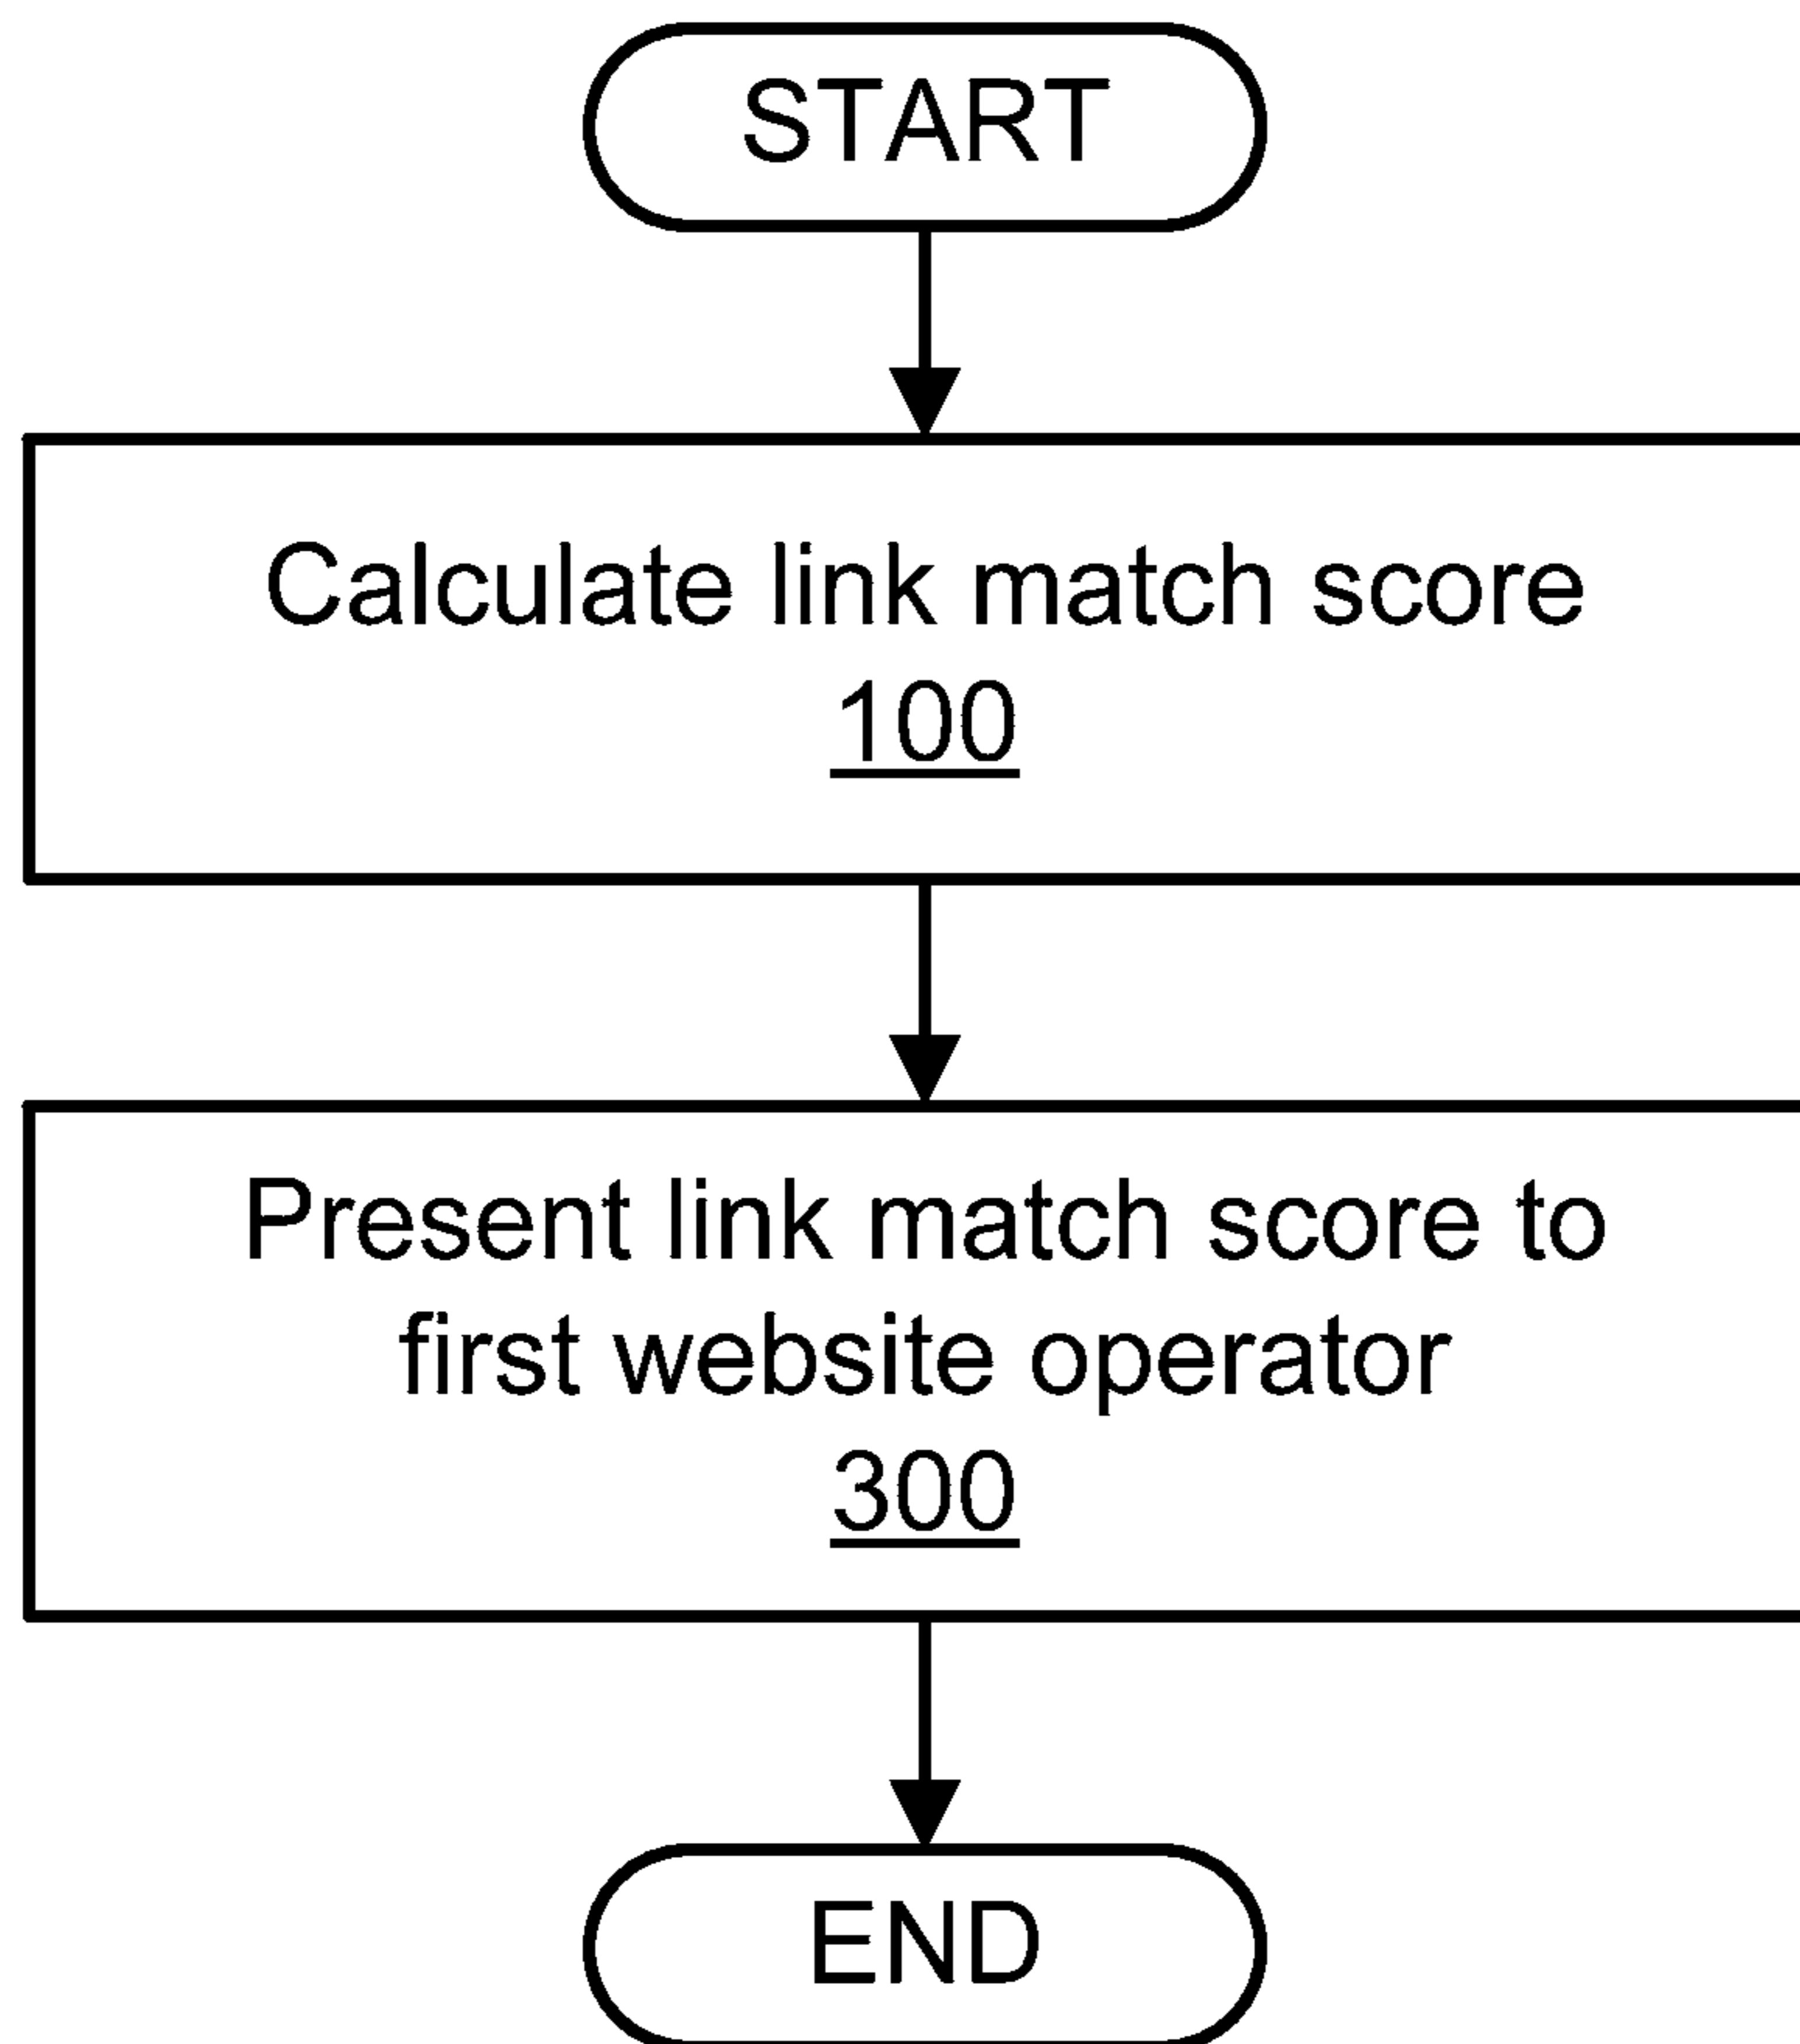 START
Calculate link match score
100
Present link match score to
first website operator
300
END